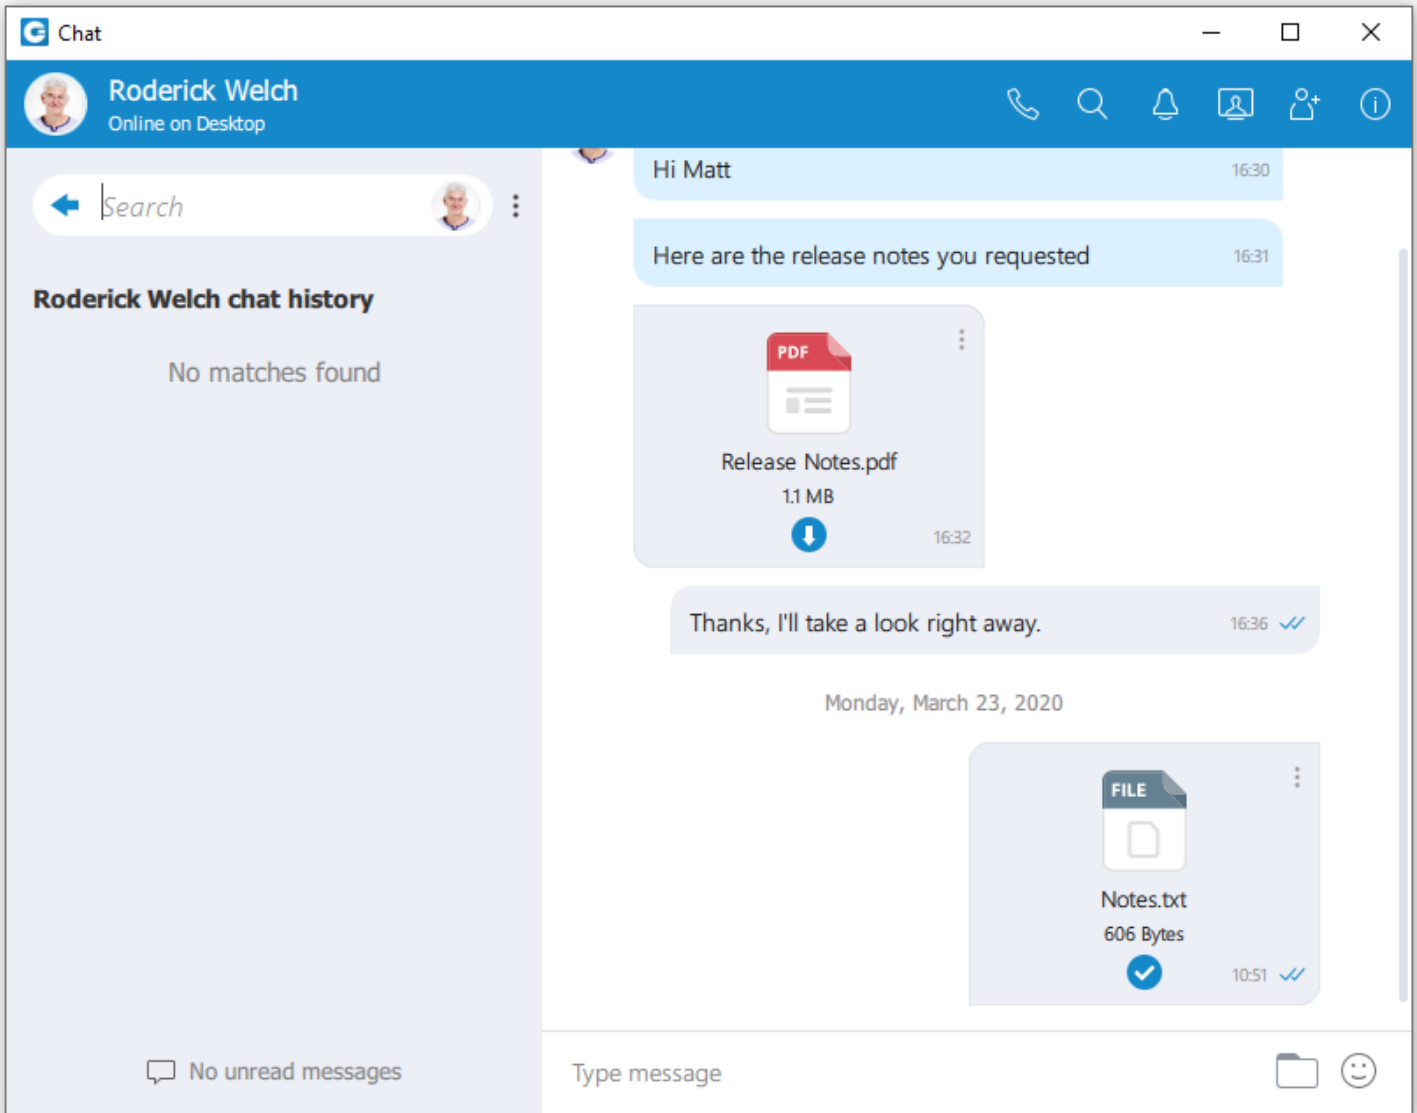 Chat
Roderick Welch
Online on Desktop
Search
Roderick Welch chat history
No matches found
No unread messages
Hi Matt 16:30
Here are the release notes you requested 16:31
PDF
Release Notes.pdf
1.1 MB
16:32
Thanks, I'll take a look right away. 16:36
Monday, March 23, 2020
FILE
Notes.txt
606 Bytes
10:51
Type message